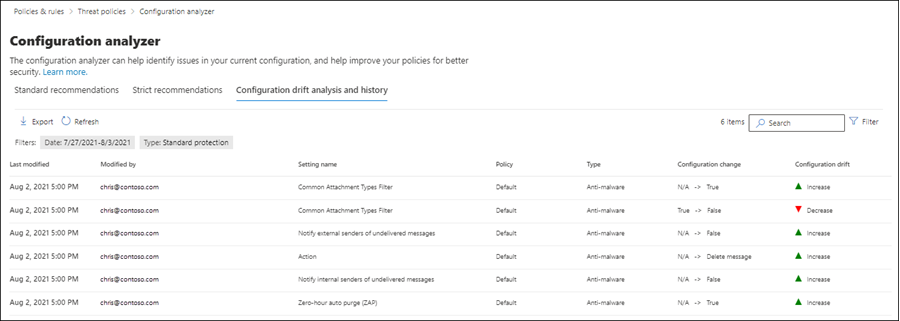 Policies & rules > Threat policies > Configuration analyzer
Configuration analyzer
The configuration analyzer can help identify issues in your current configuration, and help improve your policies for better
security. Learn more.
Standard recommendations Strict recommendations Configuration drift analysis and history
Export Refresh 6 items Search Filter
Filters: Date: 7/27/2021-8/3/2021 Type: Standard protection
Last modified Modified by Setting name Policy Type Configuration change Configuration drift
Aug 2, 2021 5:00 PM chris@contoso.com Common Attachment Types Filter Default Anti-malware N/A -> True Increase
Aug 2, 2021 5:00 PM chris@contoso.com Common Attachment Types Filter Default Anti-malware True -> False Decrease
Aug 2, 2021 5:00 PM chris@contoso.com Notify external senders of undelivered messages Default Anti-malware N/A -> False Increase
Aug 2, 2021 5:00 PM chris@contoso.com Action Default Anti-malware N/A -> Delete message Increase
Aug 2, 2021 5:00 PM chris@contoso.com Notify internal senders of undelivered messages Default Anti-malware N/A -> False Increase
Aug 2, 2021 5:00 PM chris@contoso.com Zero-hour auto purge (ZAP) Default Anti-malware N/A -> True Increase